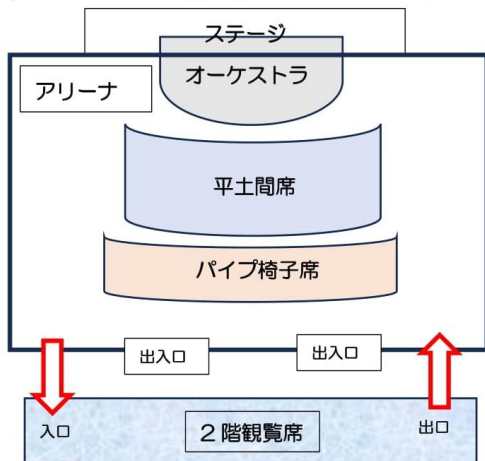 ステージ
オーケストラ
アリーナ
平土間席
パイプ椅子席
出入口
出入口
入口
2階観覧席
出口